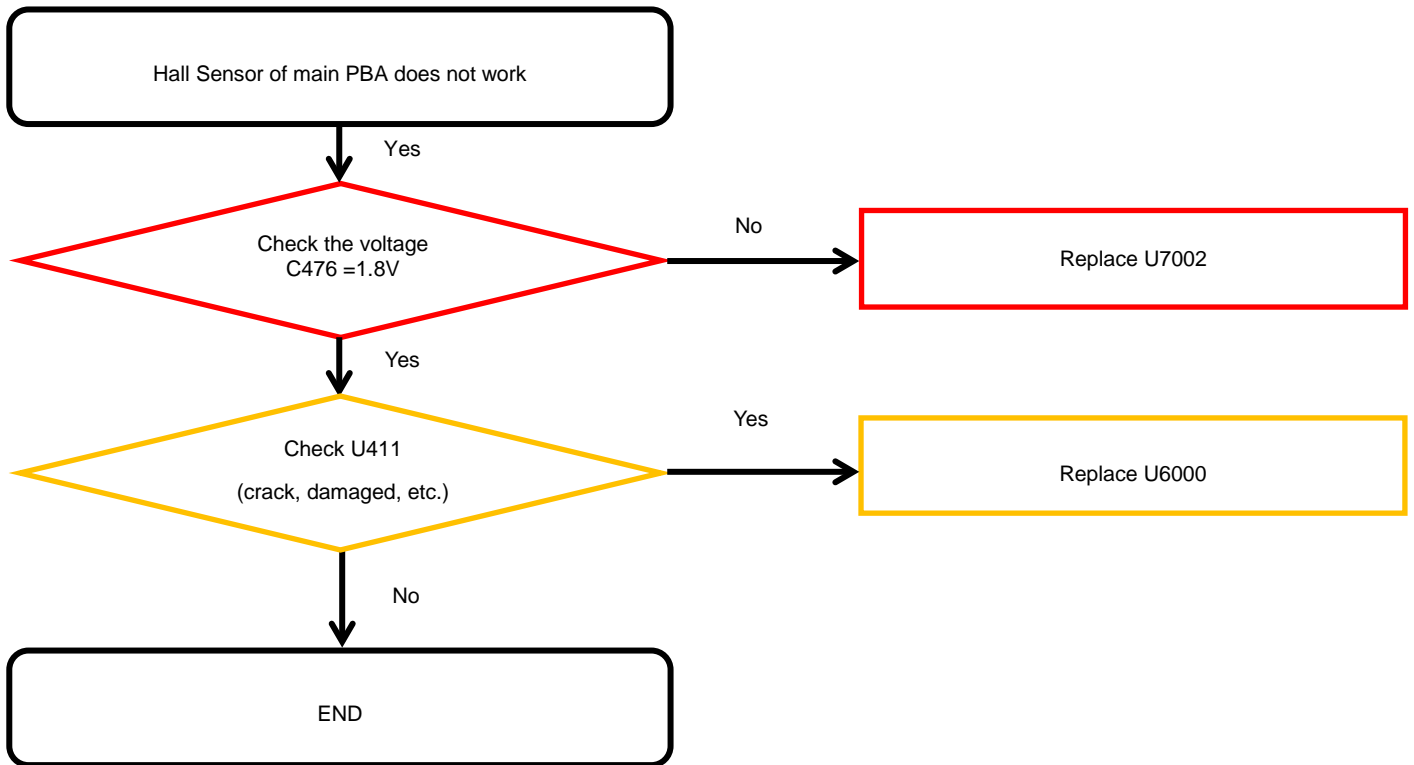 Hall Sensor of main PBA does not work
Yes
Check the voltage
C476 =1.8V
No
Replace U7002
Yes
Check U411
(crack, damaged, etc.)
Yes
Replace U6000
No
END